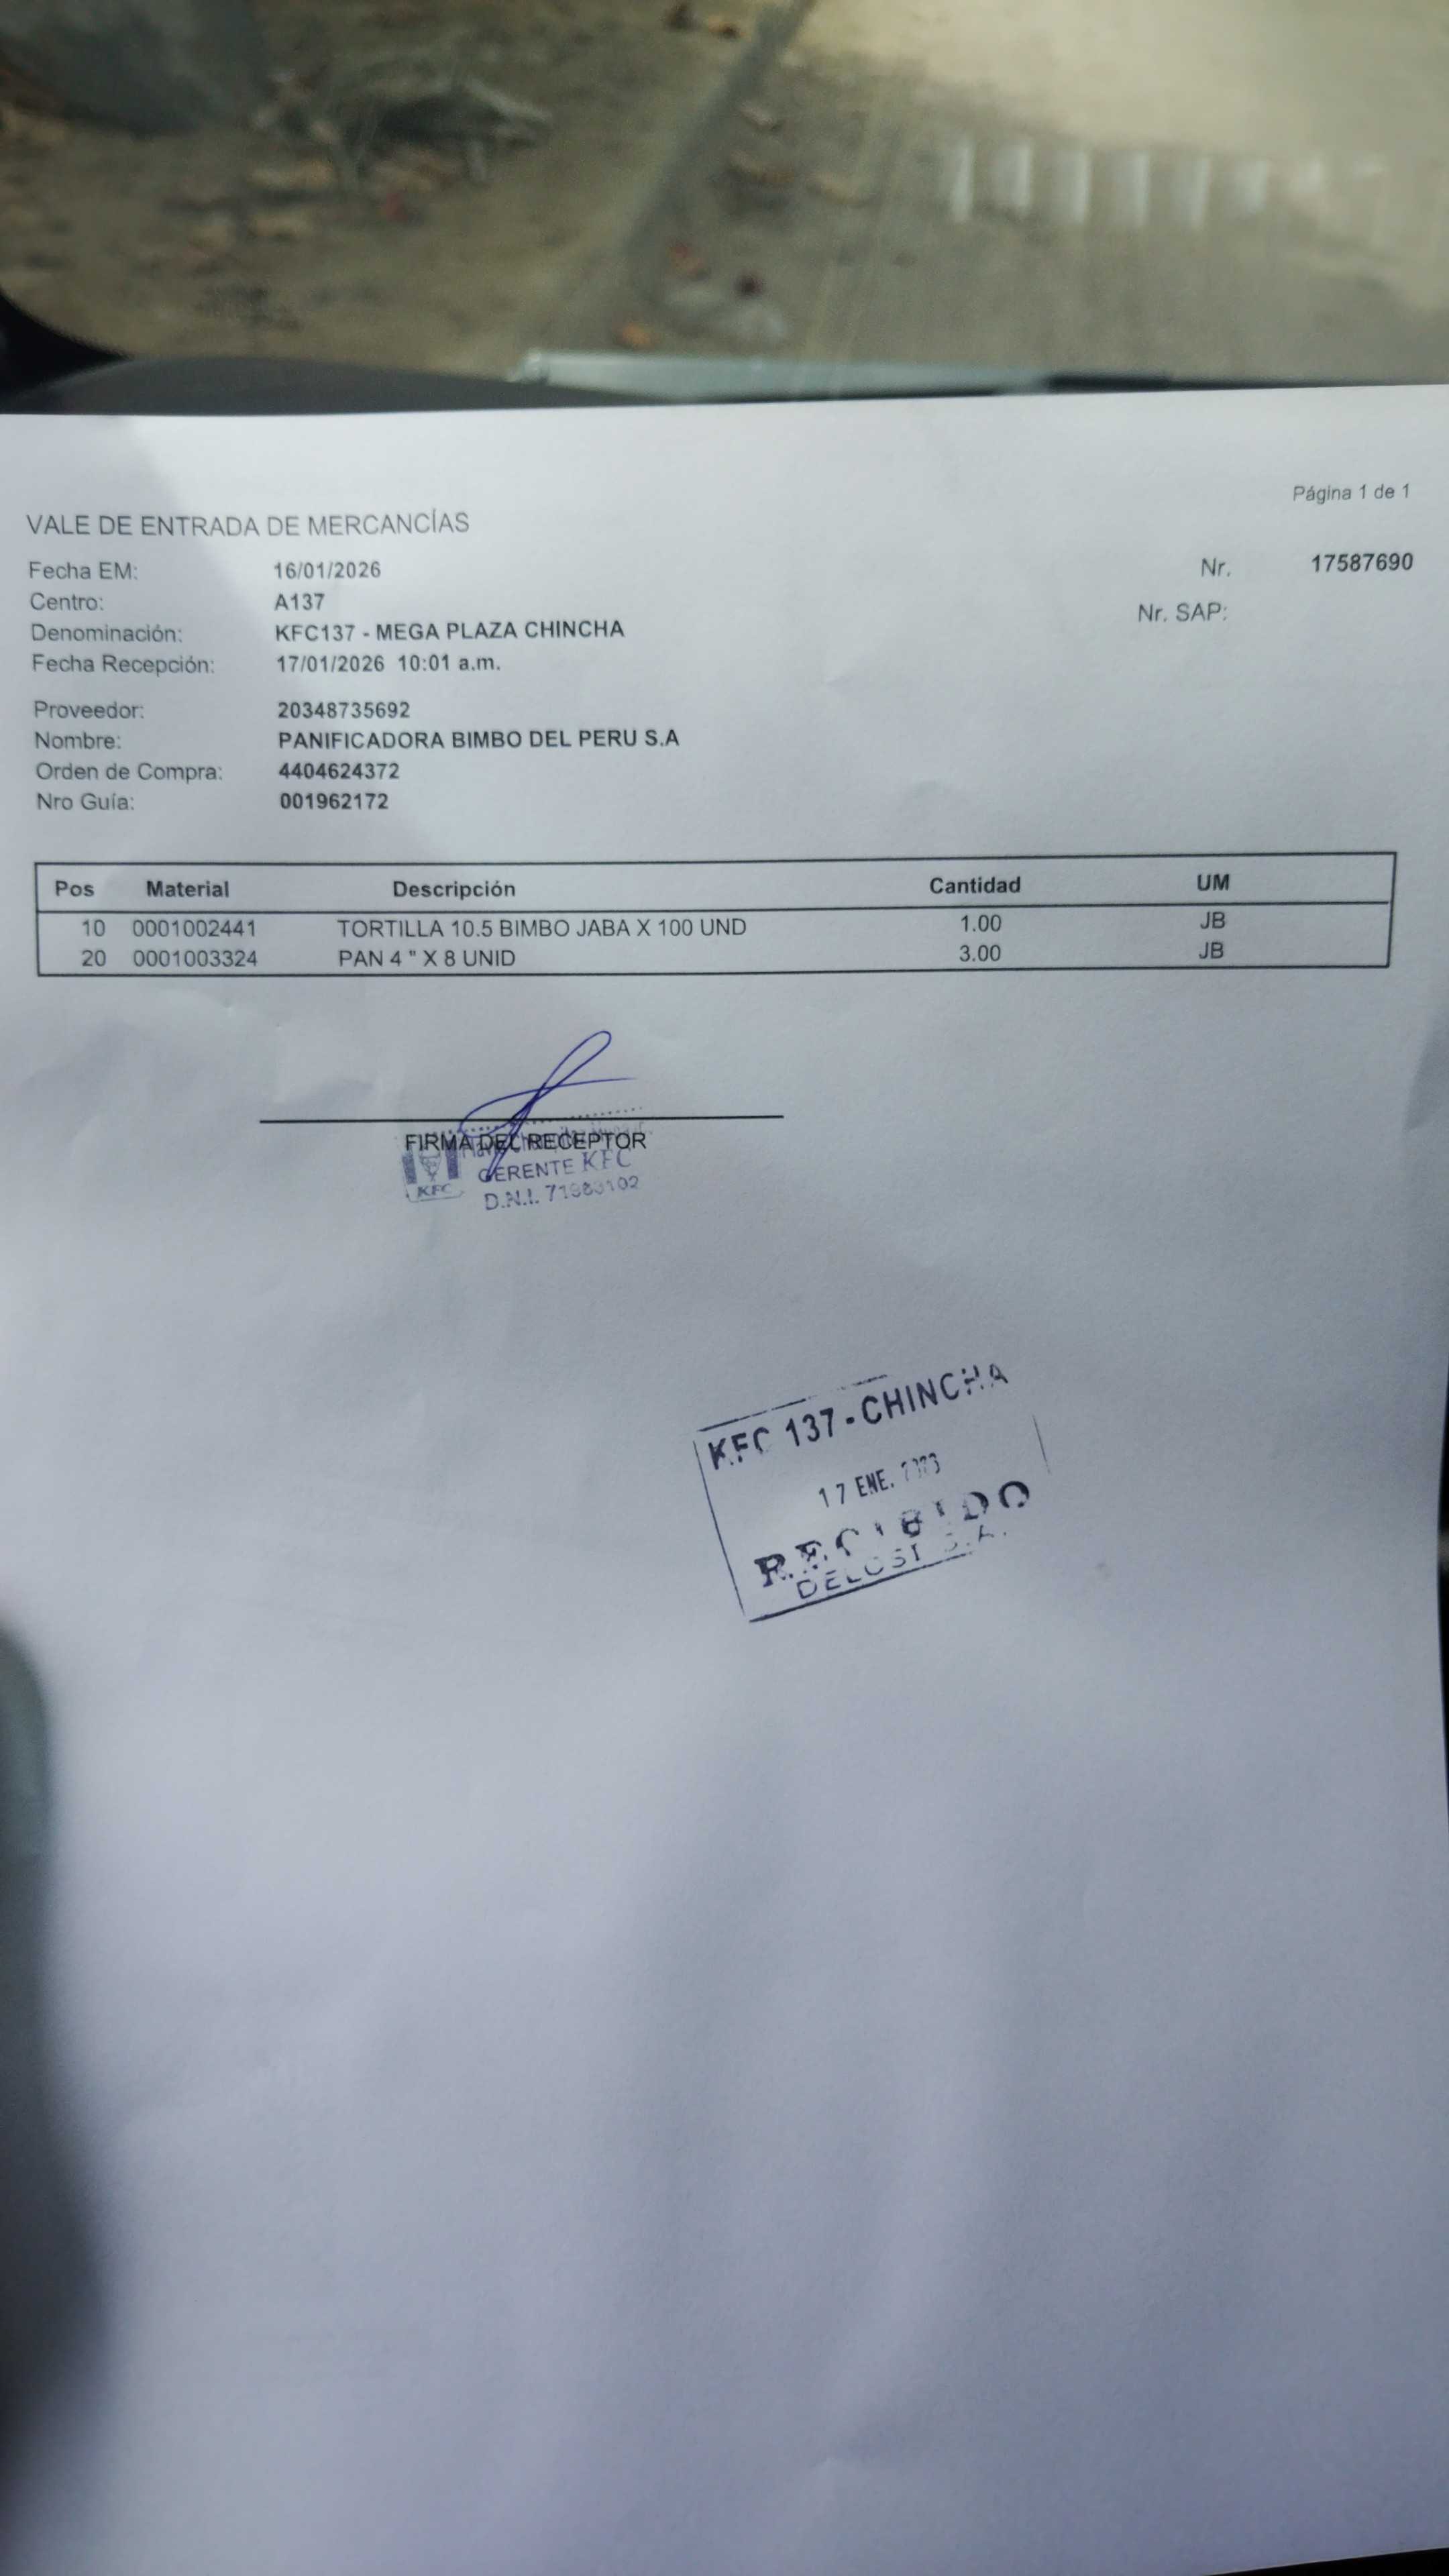 Página 1 de 1
VALE DE ENTRADA DE MERCANCÍAS
Nr. 17587690
Nr. SAP:
Fecha EM: 16/01/2026
Centro: A137
Denominación: KFC137 - MEGA PLAZA CHINCHA
Fecha Recepción: 17/01/2026 10:01 a.m.
Proveedor: 20348735692
Nombre: PANIFICADORA BIMBO DEL PERU S.A
Orden de Compra: 4404624372
Nro Guía: 001962172
Pos Material Descripción Cantidad UM
10 0001002441 TORTILLA 10.5 BIMBO JABA X 100 UND 1.00 JB
20 0001003324 PAN 4 " X 8 UNID 3.00 JB
FIRMA DEL RECEPTOR
GERENTE KFC
KFC
D.N.I.
KFC 137 - CHINCHA
17 ENE.
RECIBIDO
DELOSI S.A.